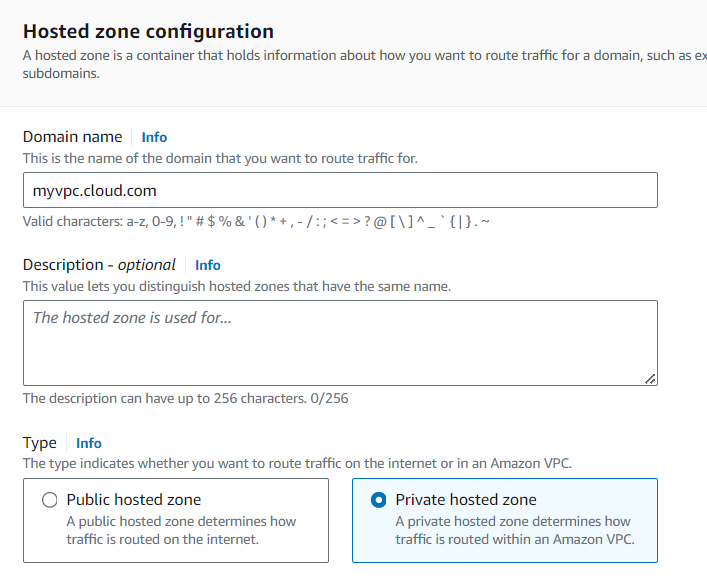 Hosted zone configuration
A hosted zone is a container that holds information about how you want to route traffic for a domain, such as
subdomains.
Domain name Info
This is the name of the domain that you want to route traffic for.
myvpc.cloud.com
Valid characters: a-z, 0-9, ! " # $ % & ' ( ) * + , - / : ; < = > ? @ [ \ ] ^ _ ` { | } . ~
Description - optional Info
This value lets you distinguish hosted zones that have the same name.
The hosted zone is used for...
The description can have up to 256 characters. 0/256
Type Info
The type indicates whether you want to route traffic on the internet or in an Amazon VPC.
Public hosted zone
A public hosted zone determines how
traffic is routed on the internet.
Private hosted zone
A private hosted zone determines how
traffic is routed within an Amazon VPC.